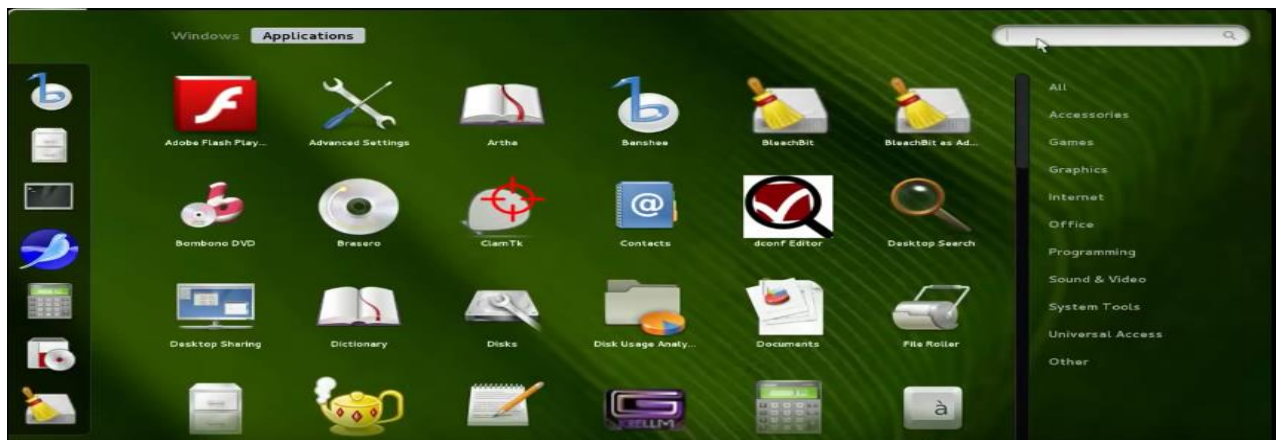 Windows Applications
Adobe Flash Play... Advanced Settings Artha Banshee BleachBit BleachBit as Ad...
Bombono DVD Brasero ClamTk Contacts dconf Editor Desktop Search
Desktop Sharing Dictionary Disks Disk Usage Analy... Documents File Roller
à
All
Accessories
Games
Graphics
Internet
Office
Programming
Sound & Video
System Tools
Universal Access
Other